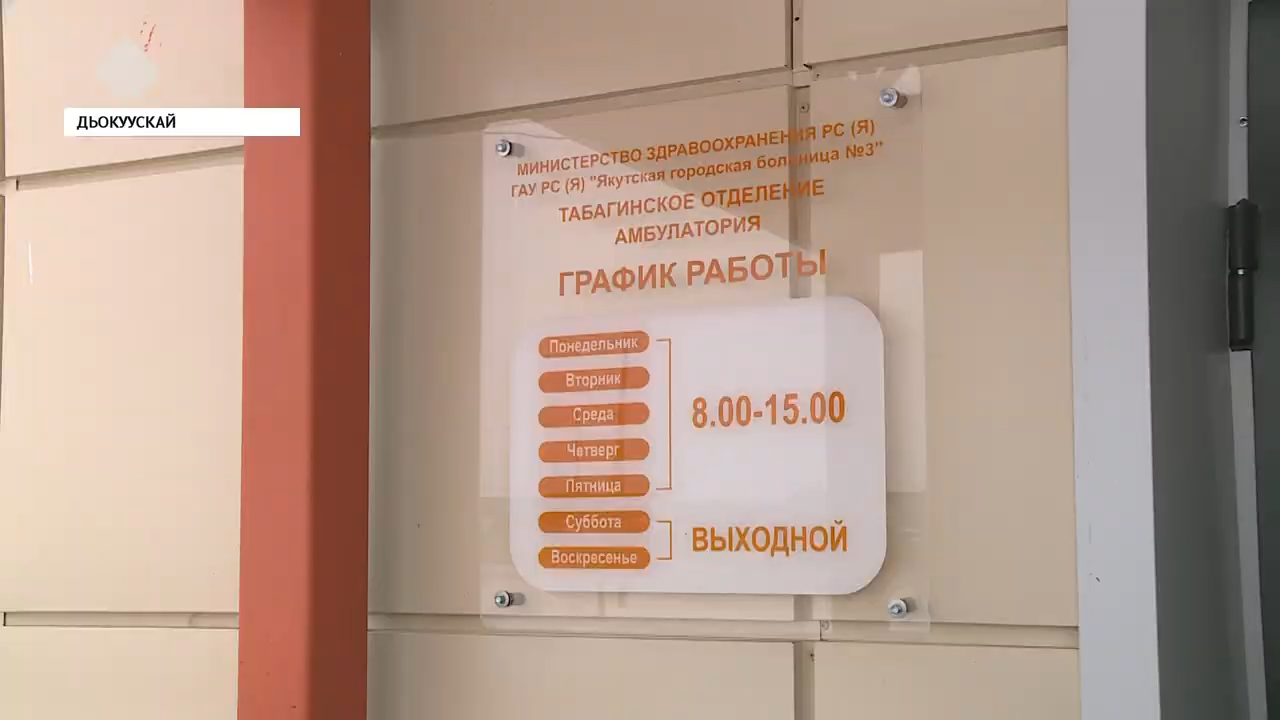 ДЬОКУУСКАЙ
МИНИСТЕРСТВО ЗДРАВООХРАНЕНИЯ РС (Я)
ГАУ РС (Я) "Якутская городская больница №3"
ТАБАГИНСКОЕ ОТДЕЛЕНИЕ
АМБУЛАТОРИЯ
ГРАФИК РАБОТЫ
Понедельник
Вторник
Среда
Четверг
Пятница
8.00-15.00
Суббота
Воскресенье
ВЫХОДНОЙ